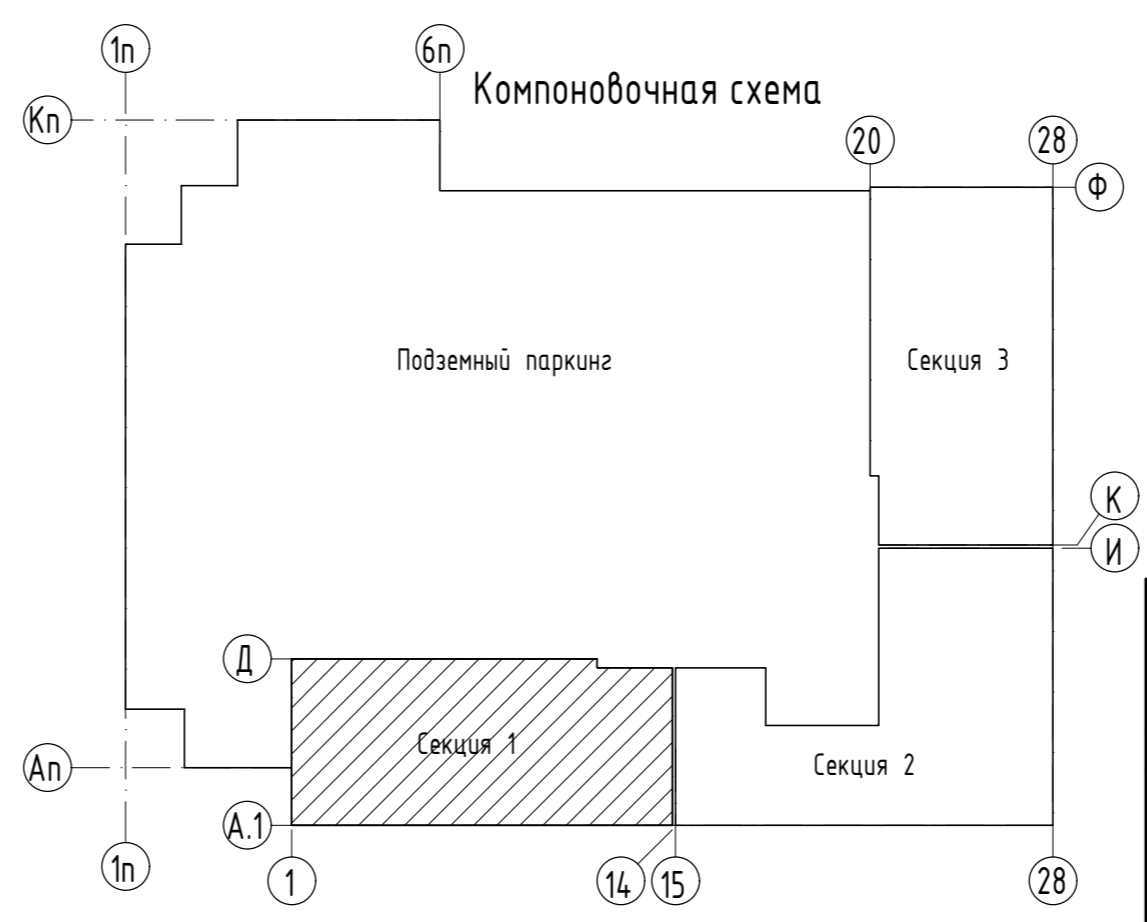 1п
6п
Компоновочная схема
Кп
20
28
Ф
Подземный паркинг
Секция 3
К
И
Д
Секция 1
Ап
Секция 2
А.1
1п
1
14
15
28